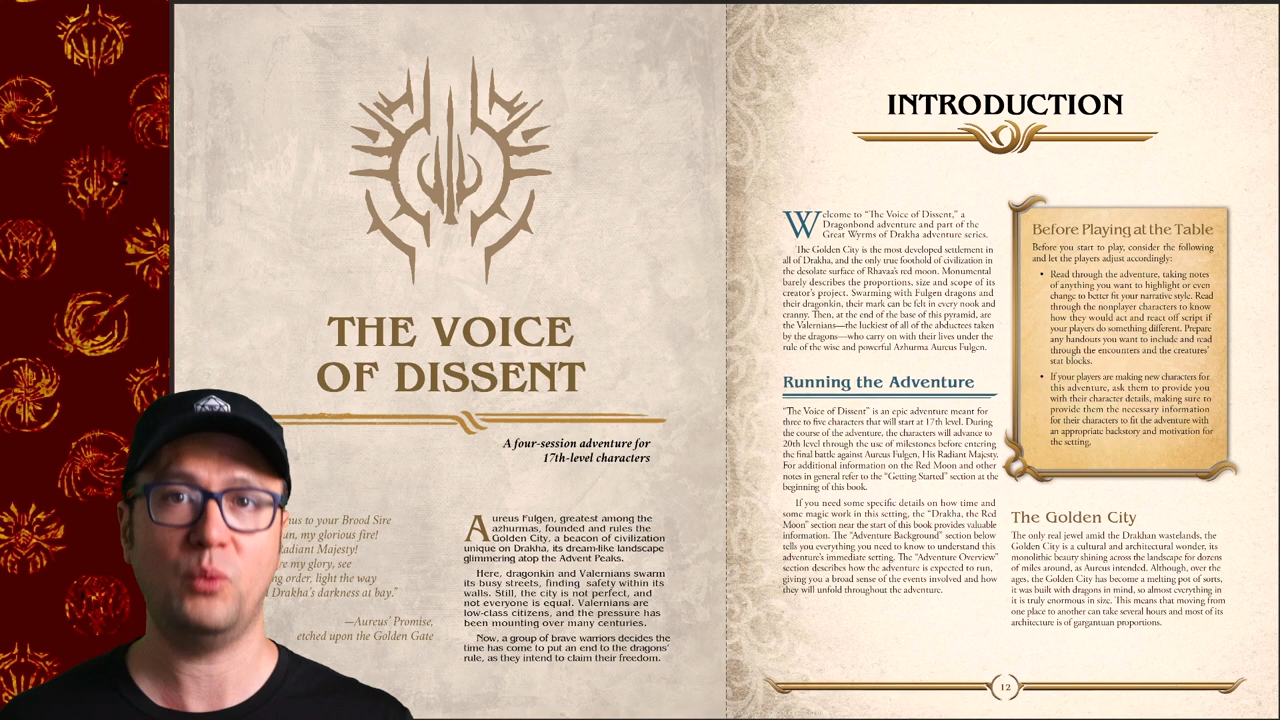 THE VOICE
OF DISSENT
A four-session adventure for
17th-level characters
to your Brood Sire
my glorious fire!
Majesty!
my glory, see
order, light the way
Drakha's darkness at bay."
—Aureus' Promise,
etched upon the Golden Gate
Aureus Fulgen, greatest among the
azhurmas, founded and rules the
Golden City, a beacon of civilization
unique on Drakha, its dream-like landscape
glimmering atop the Advent Peaks.
Here, dragonkin and Valernians swarm
its busy streets, finding safety within its
walls. Still, the city is not perfect, and
not everyone is equal. Valernians are
low-class citizens, and the pressure has
been mounting over many centuries.
Now, a group of brave warriors decides the
time has come to put an end to the dragons'
rule, as they intend to claim their freedom.
INTRODUCTION
Welcome to "The Voice of Dissent," a
Dragonbond adventure and part of the
Great Wyrms of Drakha adventure series.
The Golden City is the most developed settlement in
all of Drakha, and the only true foothold of civilization in
the desolate surface of Rhava's red moon. Monumental
barely describes the proportions, size and scope of its
creator's project. Swarming with Fulgen dragons and
their dragonkin, their mark can be felt in every nook and
cranny. Then, at the end of the base of this pyramid, are
the Valernians—the luckiest of all of the abductees taken
by the dragons—who carry on with their lives under the
rule of the wise and powerful Azhurma Aureus Fulgen.
Running the Adventure
"The Voice of Dissent" is an epic adventure meant for
three to five characters that will start at 17th level. During
the course of the adventure, the characters will advance to
20th level through the use of milestones before entering
the final battle against Aureus Fulgen, His Radiant Majesty.
For additional information on the Red Moon and other
notes in general refer to the "Getting Started" section at the
beginning of this book.
If you need some specific details on how time and
some magic work in this setting, the "Drakha, the Red
Moon" section near the start of this book provides valuable
information. The "Adventure Background" section below
tells you everything you need to know to understand this
adventure's immediate setting. The "Adventure Overview"
section describes how the adventure is expected to run,
giving you a broad sense of the events involved and how
they will unfold throughout the adventure.
Before Playing at the Table
Before you start to play, consider the following
and let the players adjust accordingly:
• Read through the adventure, taking notes
of anything you want to highlight or even
change to better fit your narrative style. Read
through the nonplayer characters to know
how they would act and react off script if
your players do something different. Prepare
any handouts you want to include and read
through the encounters and the creatures'
stat blocks.
• If your players are making new characters for
this adventure, ask them to provide you
with their character details, making sure to
provide them the necessary information
for their characters to fit the adventure with
an appropriate backstory and motivation for
the setting.
The Golden City
The only real jewel amid the Drakhan wastelands, the
Golden City is a cultural and architectural wonder, its
monolithic beauty shining across the landscape for dozens
of miles around, as Aureus intended. Although, over the
ages, the Golden City has become a melting pot of sorts,
it was built with dragons in mind, so almost everything in
it is truly enormous in size. This means that moving from
one place to another can take several hours and most of its
architecture is of gargantuan proportions.
12